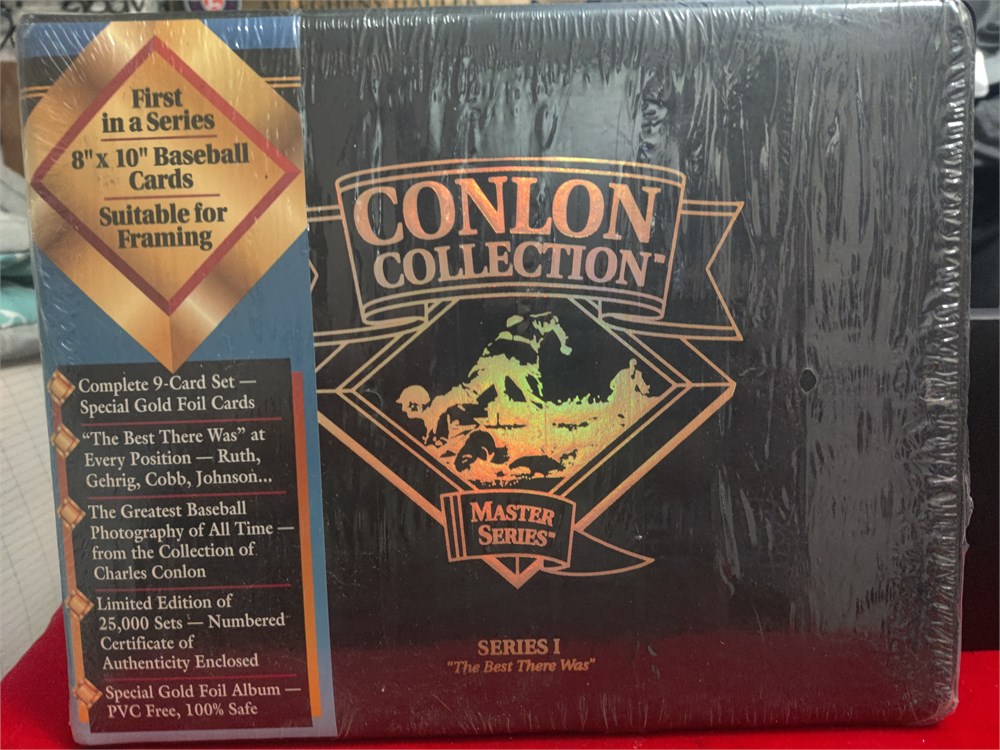 First
in a Series
8" x 10" Baseball
Cards
Suitable for
Framing
CONLON
COLLECTION™
Complete 9-Card Set —
Special Gold Foil Cards
"The Best There Was" at
Every Position — Ruth,
Gehrig, Cobb, Johnson...
The Greatest Baseball
Photography of All Time —
from the Collection of
Charles Conlon
Limited Edition of
25,000 Sets — Numbered
Certificate of
Authenticity Enclosed
Special Gold Foil Album —
PVC Free, 100% Safe
MASTER
SERIES™
SERIES I
"The Best There Was"